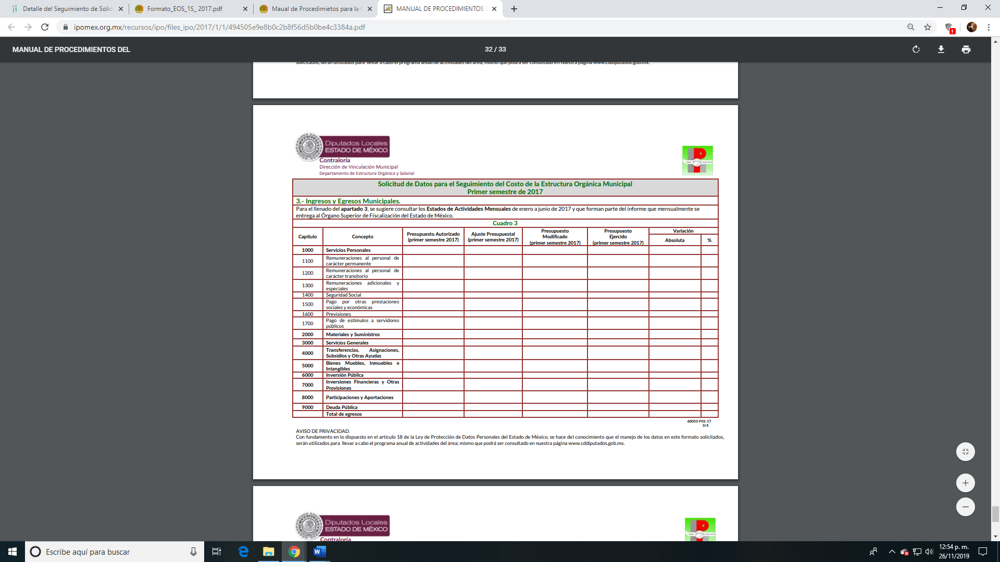 Detalle del Seguimiento de Solici
Formato_EOS_1S_ 2017.pdf
Maual de Procedimietos para la C
MANUAL DE PROCEDIMIENTOS D
ipomex.org.mx/recursos/ipo/files_ipo/2017/1/1/494505e9e8b0c2b8f56d5b0be4c3384a.pdf
MANUAL DE PROCEDIMIENTOS DEL
32 / 33
solicitados, serán utilizados para llevar a cabo el programa anual de actividades del área; mismo que podrá ser consultado en nuestra página www.cddiputados.gob.mx.
Diputados Locales
ESTADO DE MÉXICO
Contraloría
Dirección de Vinculación Municipal
Departamento de Estructura Orgánica y Salarial
Solicitud de Datos para el Seguimiento del Costo de la Estructura Orgánica Municipal
Primer semestre de 2017
3.- Ingresos y Egresos Municipales.
Para el llenado del apartado 3, se sugiere consultar los Estados de Actividades Mensuales de enero a junio de 2017 y que forman parte del informe que mensualmente se
entrega al Órgano Superior de Fiscalización del Estado de México.
Cuadro 3
Capítulo
Concepto
Presupuesto Autorizado
(primer semestre 2017)
Ajuste Presupuestal
(primer semestre 2017)
Presupuesto
Modificado
(primer semestre 2017)
Presupuesto
Ejercido
(primer semestre 2017)
Variación
Absoluta
%
1000 Servicios Personales
1100 Remuneraciones al personal de
carácter permanente
1200 Remuneraciones al personal de
carácter transitorio
1300 Remuneraciones adicionales y
especiales
1400 Seguridad Social
1500 Pago por otras prestaciones
sociales y económicas
1600 Previsiones
1700 Pago de estímulos a servidores
públicos
2000 Materiales y Suministros
3000 Servicios Generales
4000 Transferencias, Asignaciones,
Subsidios y Otras Ayudas
5000 Bienes Muebles, Inmuebles e
Intangibles
6000 Inversión Pública
7000 Inversiones Financieras y Otras
Provisiones
8000 Participaciones y Aportaciones
9000 Deuda Pública
Total de egresos
60053-F01-17
3/4
AVISO DE PRIVACIDAD.
Con fundamento en lo dispuesto en el artículo 18 de la Ley de Protección de Datos Personales del Estado de México, se hace del conocimiento que el manejo de los datos en este formato solicitados,
serán utilizados para llevar a cabo el programa anual de actividades del área; mismo que podrá ser consultado en nuestra página www.cddiputados.gob.mx.
Diputados Locales
ESTADO DE MÉXICO
Contraloría
Escribe aquí para buscar
12:54 p. m.
26/11/2019